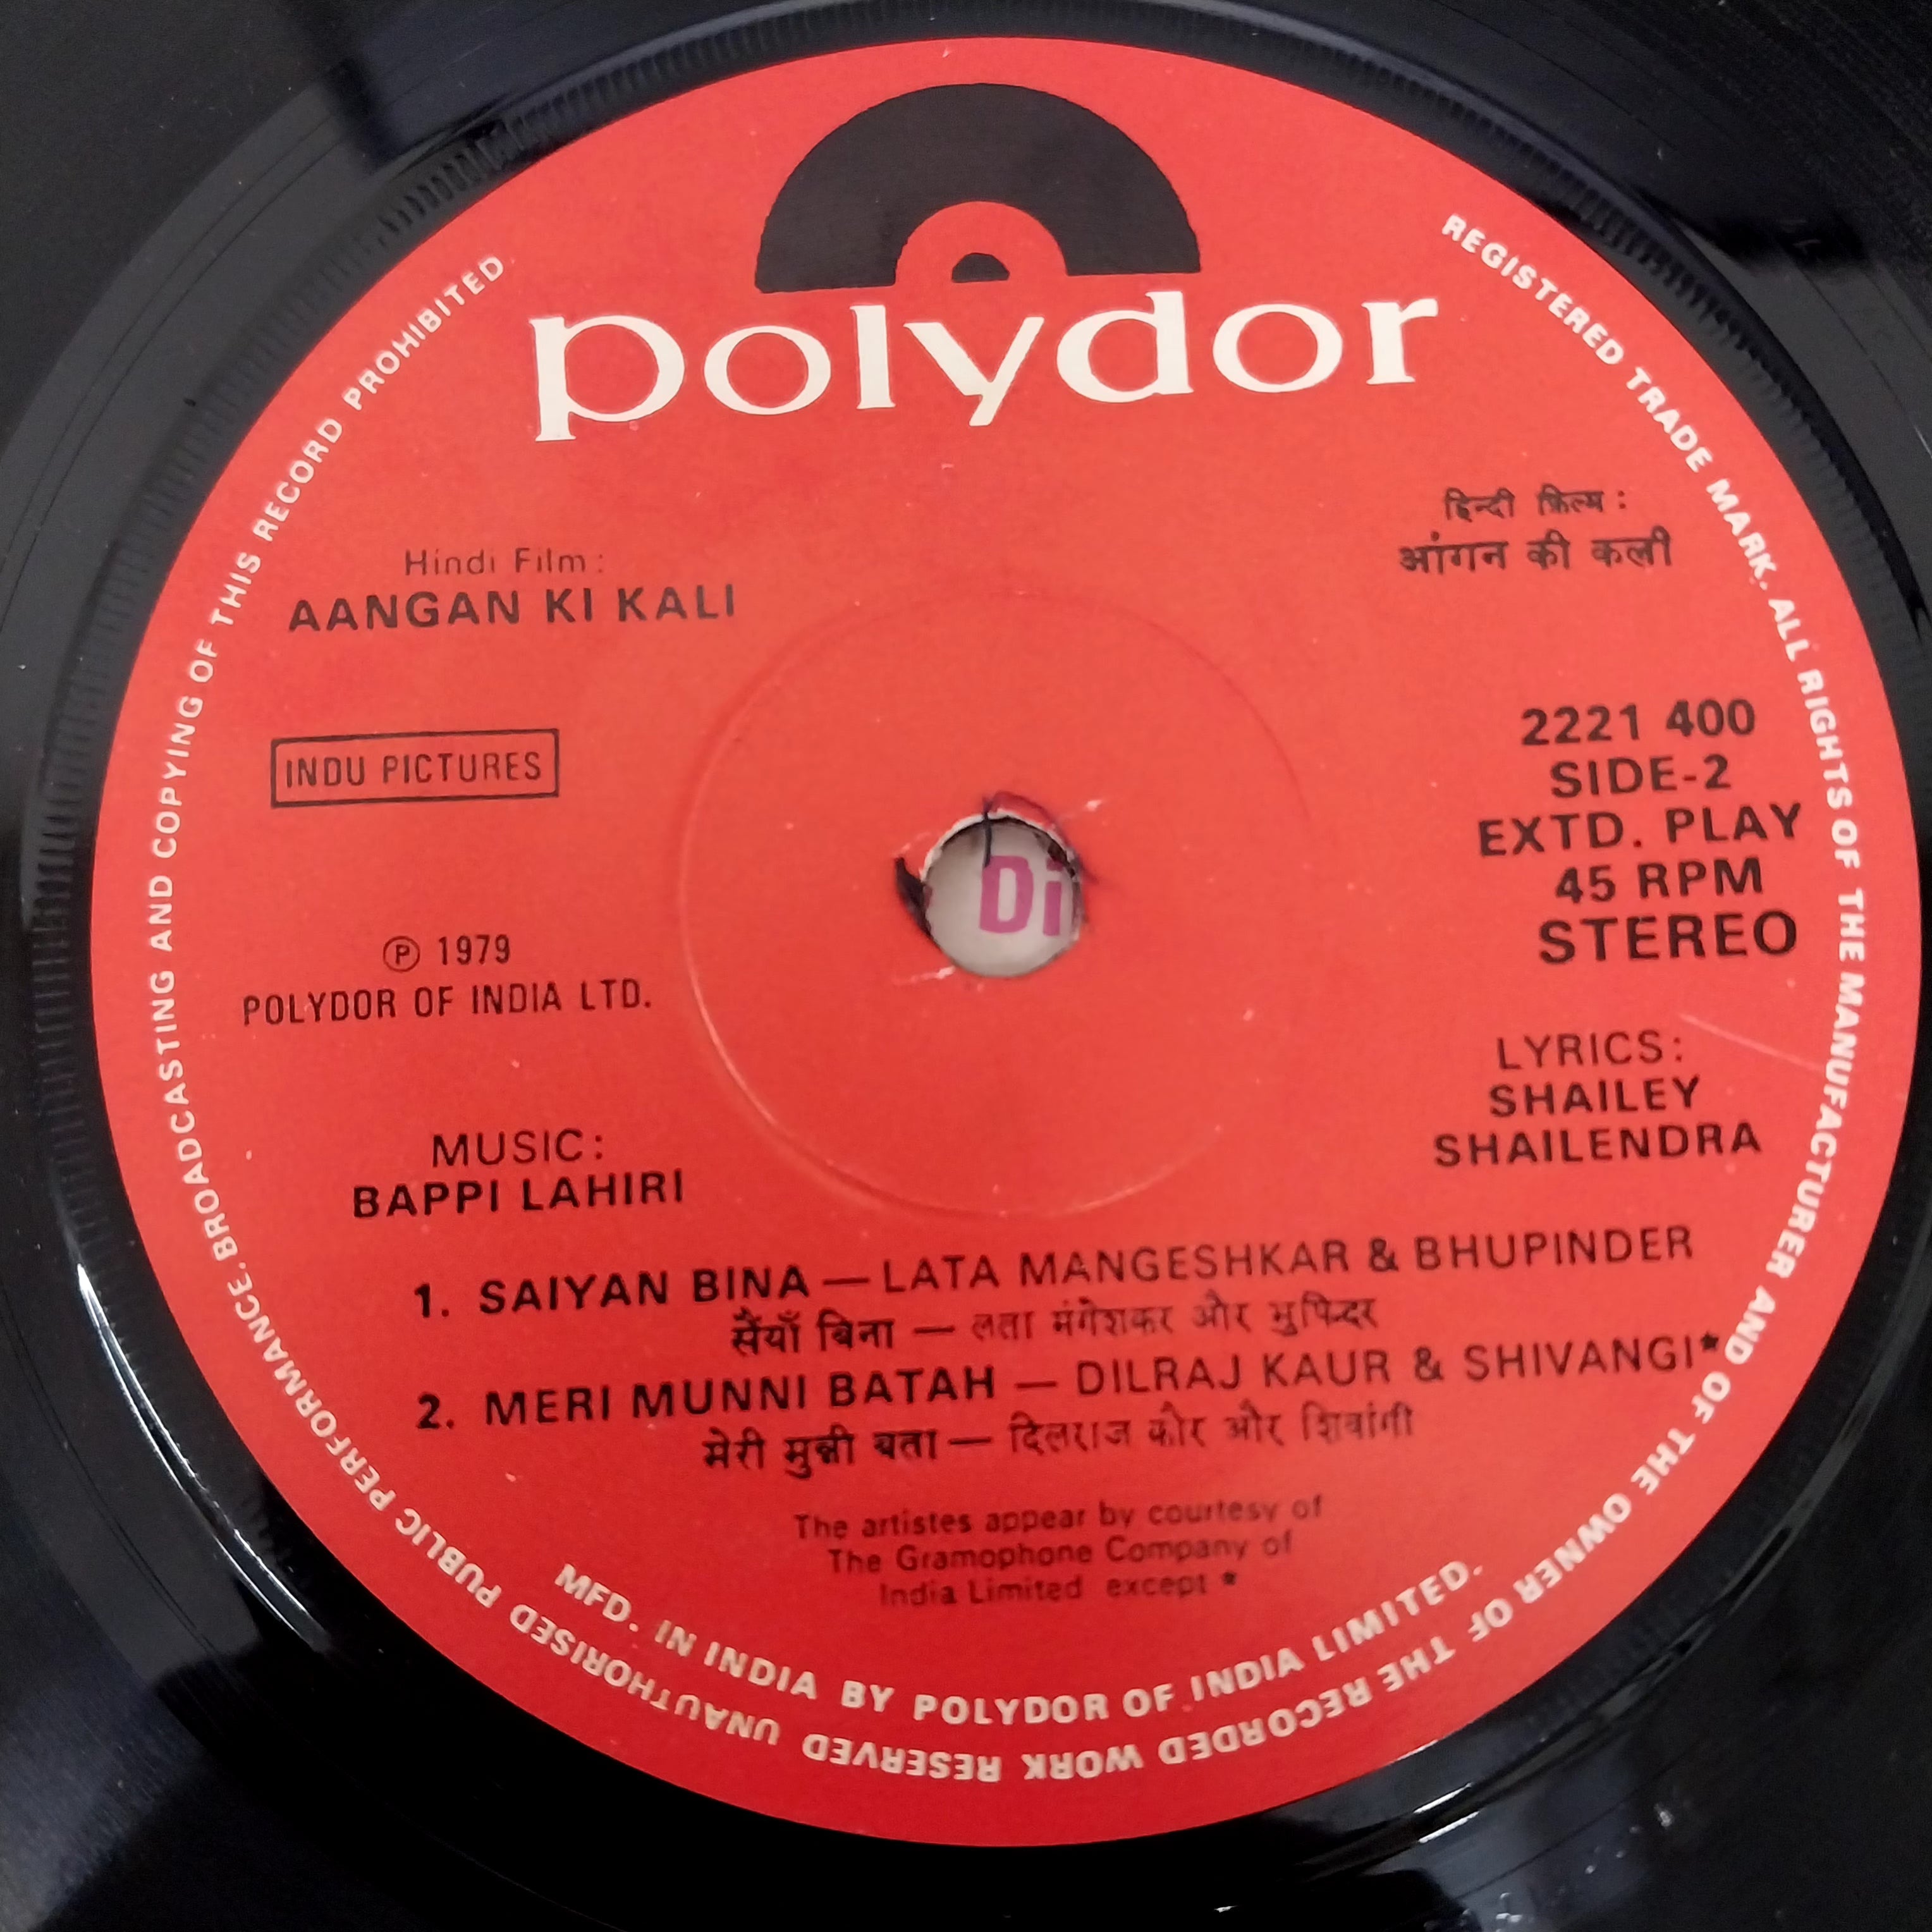 polydor
Hindi Film :
AANGAN KI KALI
हिन्दी फ़िल्म :
आंगन की कली
INDU PICTURES
2221 400
SIDE-2
EXTD. PLAY
45 RPM
STEREO
Di
Ⓟ 1979
POLYDOR OF INDIA LTD.
LYRICS:
SHAILEY
SHAILENDRA
MUSIC:
BAPPI LAHIRI
1. SAIYAN BINA — LATA MANGESHKAR & BHUPINDER
सैयाँ बिना — लता मंगेशकर और भुपिन्दर
2. MERI MUNNI BATAH — DILRAJ KAUR & SHIVANGI*
मेरी मुन्नी बता — दिलराज कौर और शिवांगी
The artistes appear by courtesy of
The Gramophone Company of
India Limited except *
MFD. IN INDIA BY POLYDOR OF INDIA LIMITED.
REGISTERED TRADE MARK. ALL RIGHTS OF THE MANUFACTURER AND OF THE OWNER OF THE RECORDED WORK RESERVED UNAUTHORISED PUBLIC PERFORMANCE. BROADCASTING AND COPYING OF THIS RECORD PROHIBITED